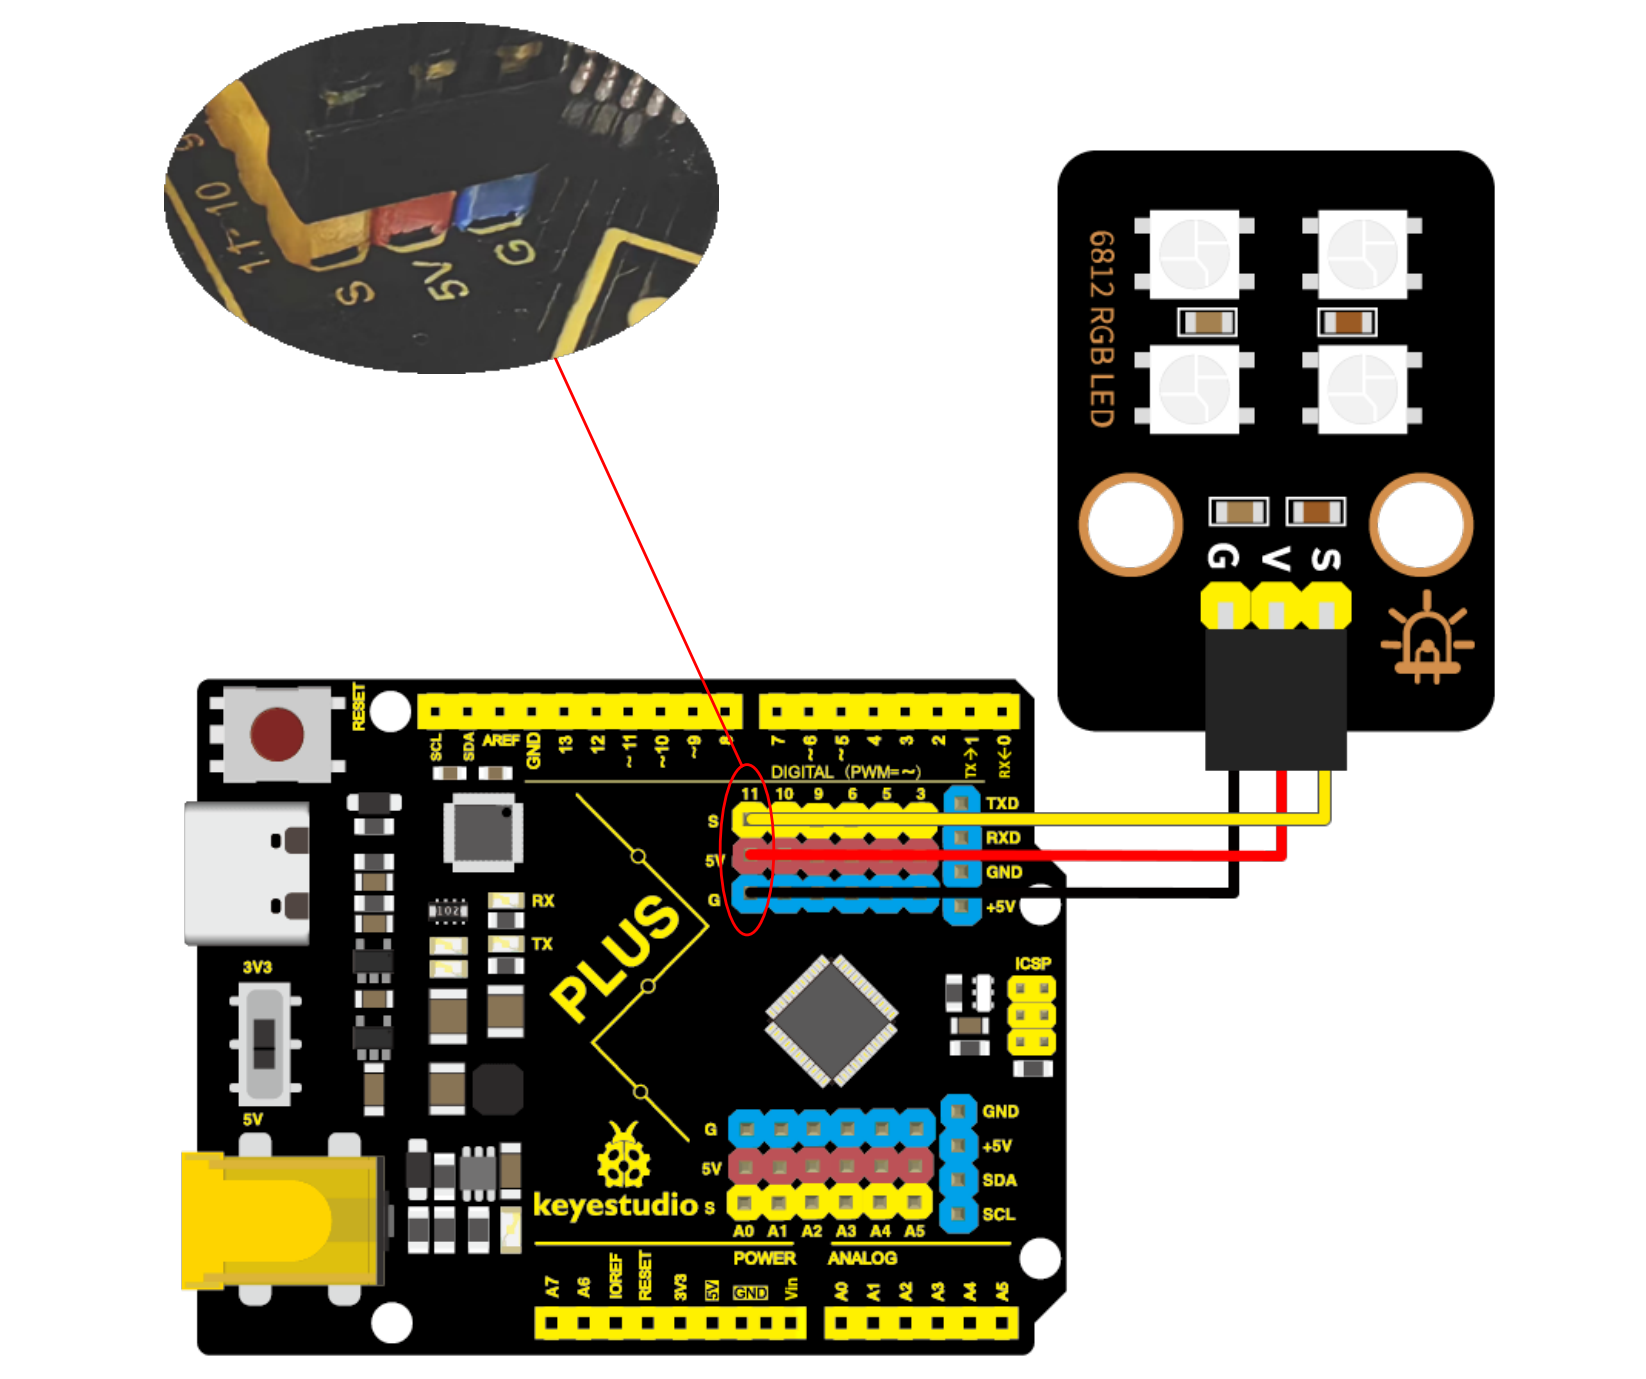 9
10
11
S
5V
G
6812 RGB LED
G
V
S
RESET
SCL
SDA
AREF
GND
13
12
~11
~10
~9
8
7
~6
~5
4
3
2
TX→1
RX←0
DIGITAL (PWM=~)
11 10 9 6 5 3
S
5V
G
TXD
RXD
GND
+5V
RX
TX
102
PLUS
3V3
5V
ICSP
G
5V
S
GND
+5V
SDA
SCL
keyestudio
A0 A1 A2 A3 A4 A5
POWER
ANALOG
A7
A6
IOREF
RESET
3V3
5V
GND
Vin
A0
A1
A2
A3
A4
A5